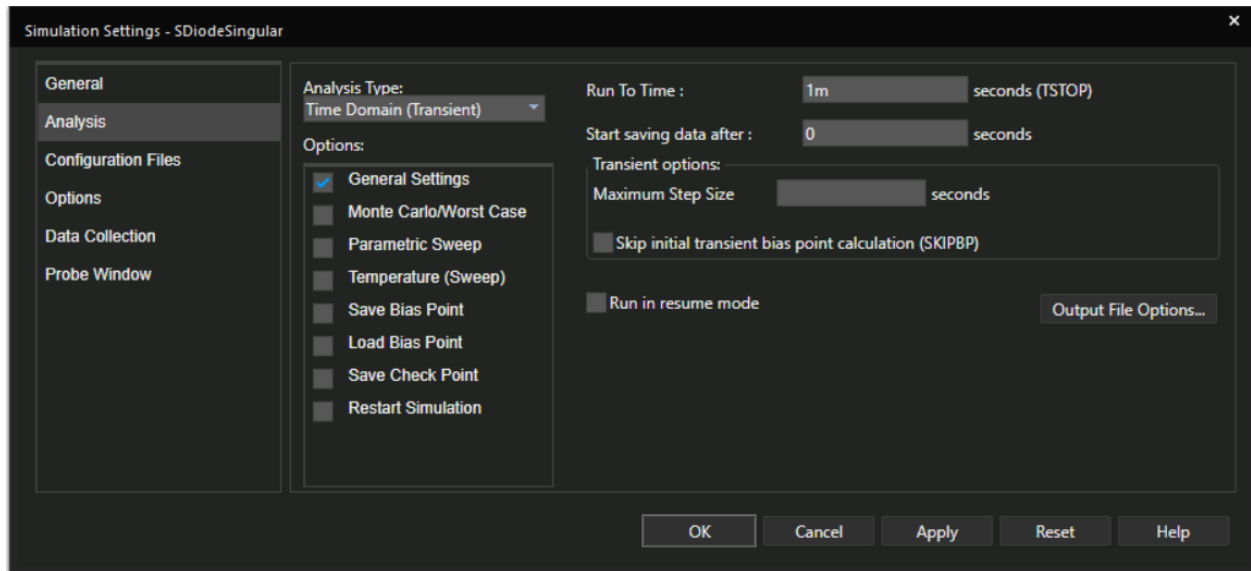 Simulation Settings - SDiodeSingular
×
General
Analysis
Configuration Files
Options
Data Collection
Probe Window
Analysis Type:
Time Domain (Transient)
Options:
General Settings
Monte Carlo/Worst Case
Parametric Sweep
Temperature (Sweep)
Save Bias Point
Load Bias Point
Save Check Point
Restart Simulation
Run To Time : 1m seconds (TSTOP)
Start saving data after : 0 seconds
Transient options:
Maximum Step Size seconds
Skip initial transient bias point calculation (SKIPBP)
Run in resume mode
Output File Options...
OK Cancel Apply Reset Help